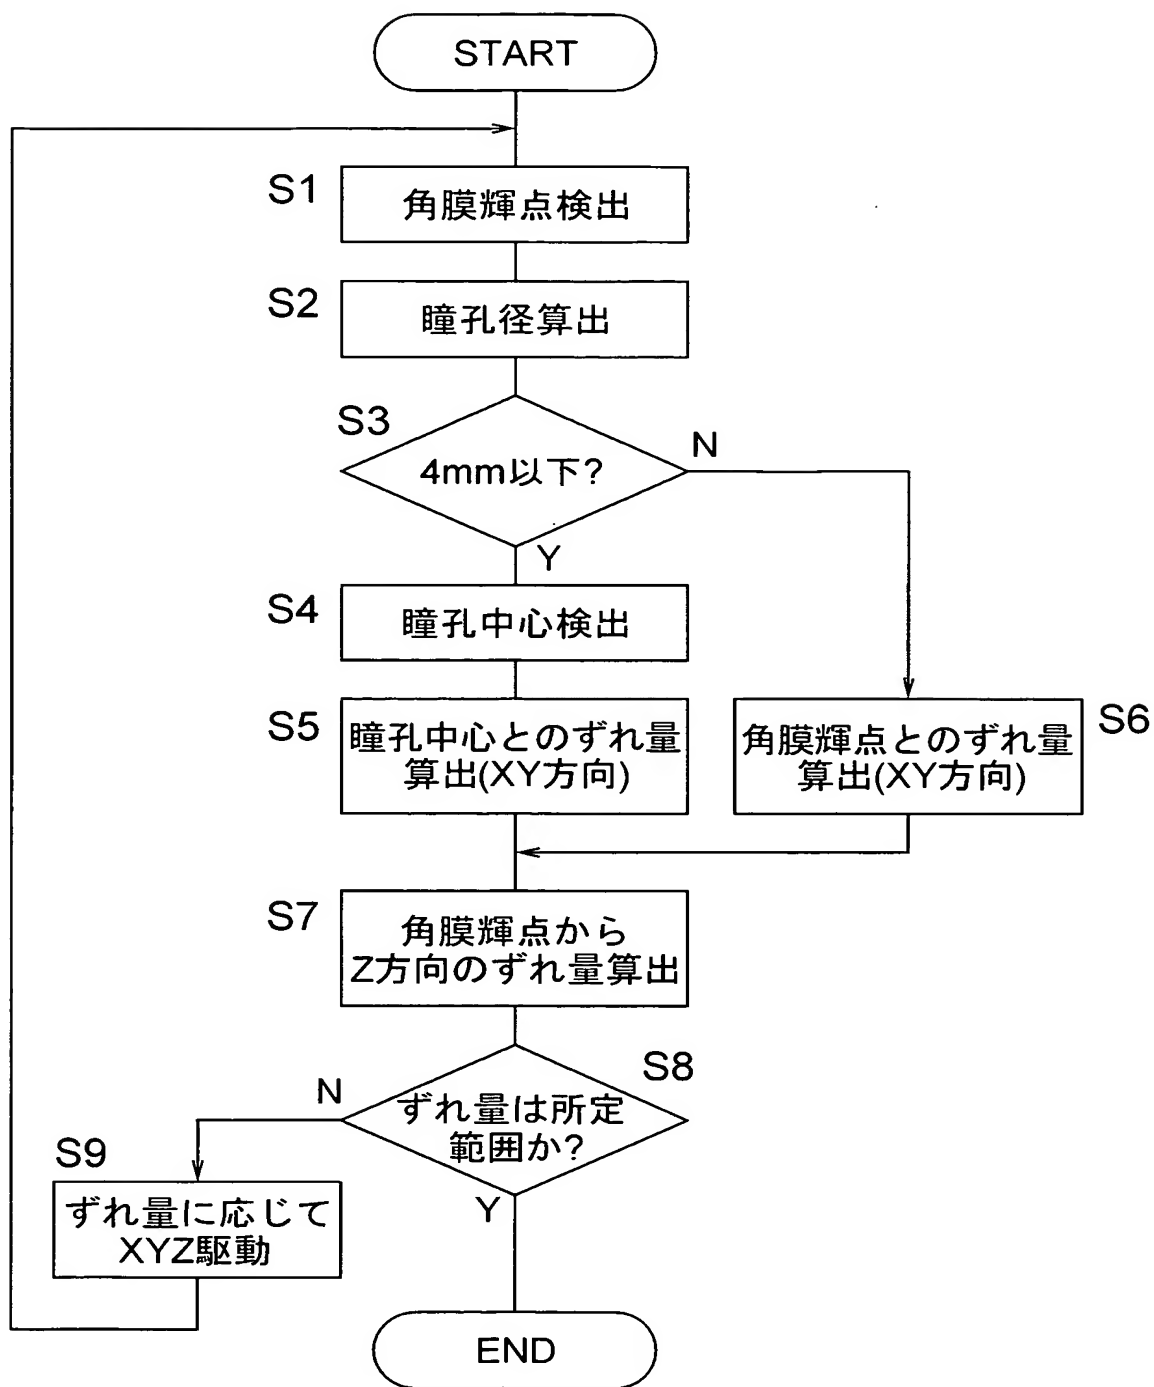 START
S1
角膜輝点検出
S2
瞳孔径算出
S3
4mm以下?
N
Y
S4
瞳孔中心検出
S5
瞳孔中心とのずれ量
算出(XY方向)
S6
角膜輝点とのずれ量
算出(XY方向)
S7
角膜輝点から
Z方向のずれ量算出
S8
N
ずれ量は所定
範囲か?
Y
S9
ずれ量に応じて
XYZ駆動
END